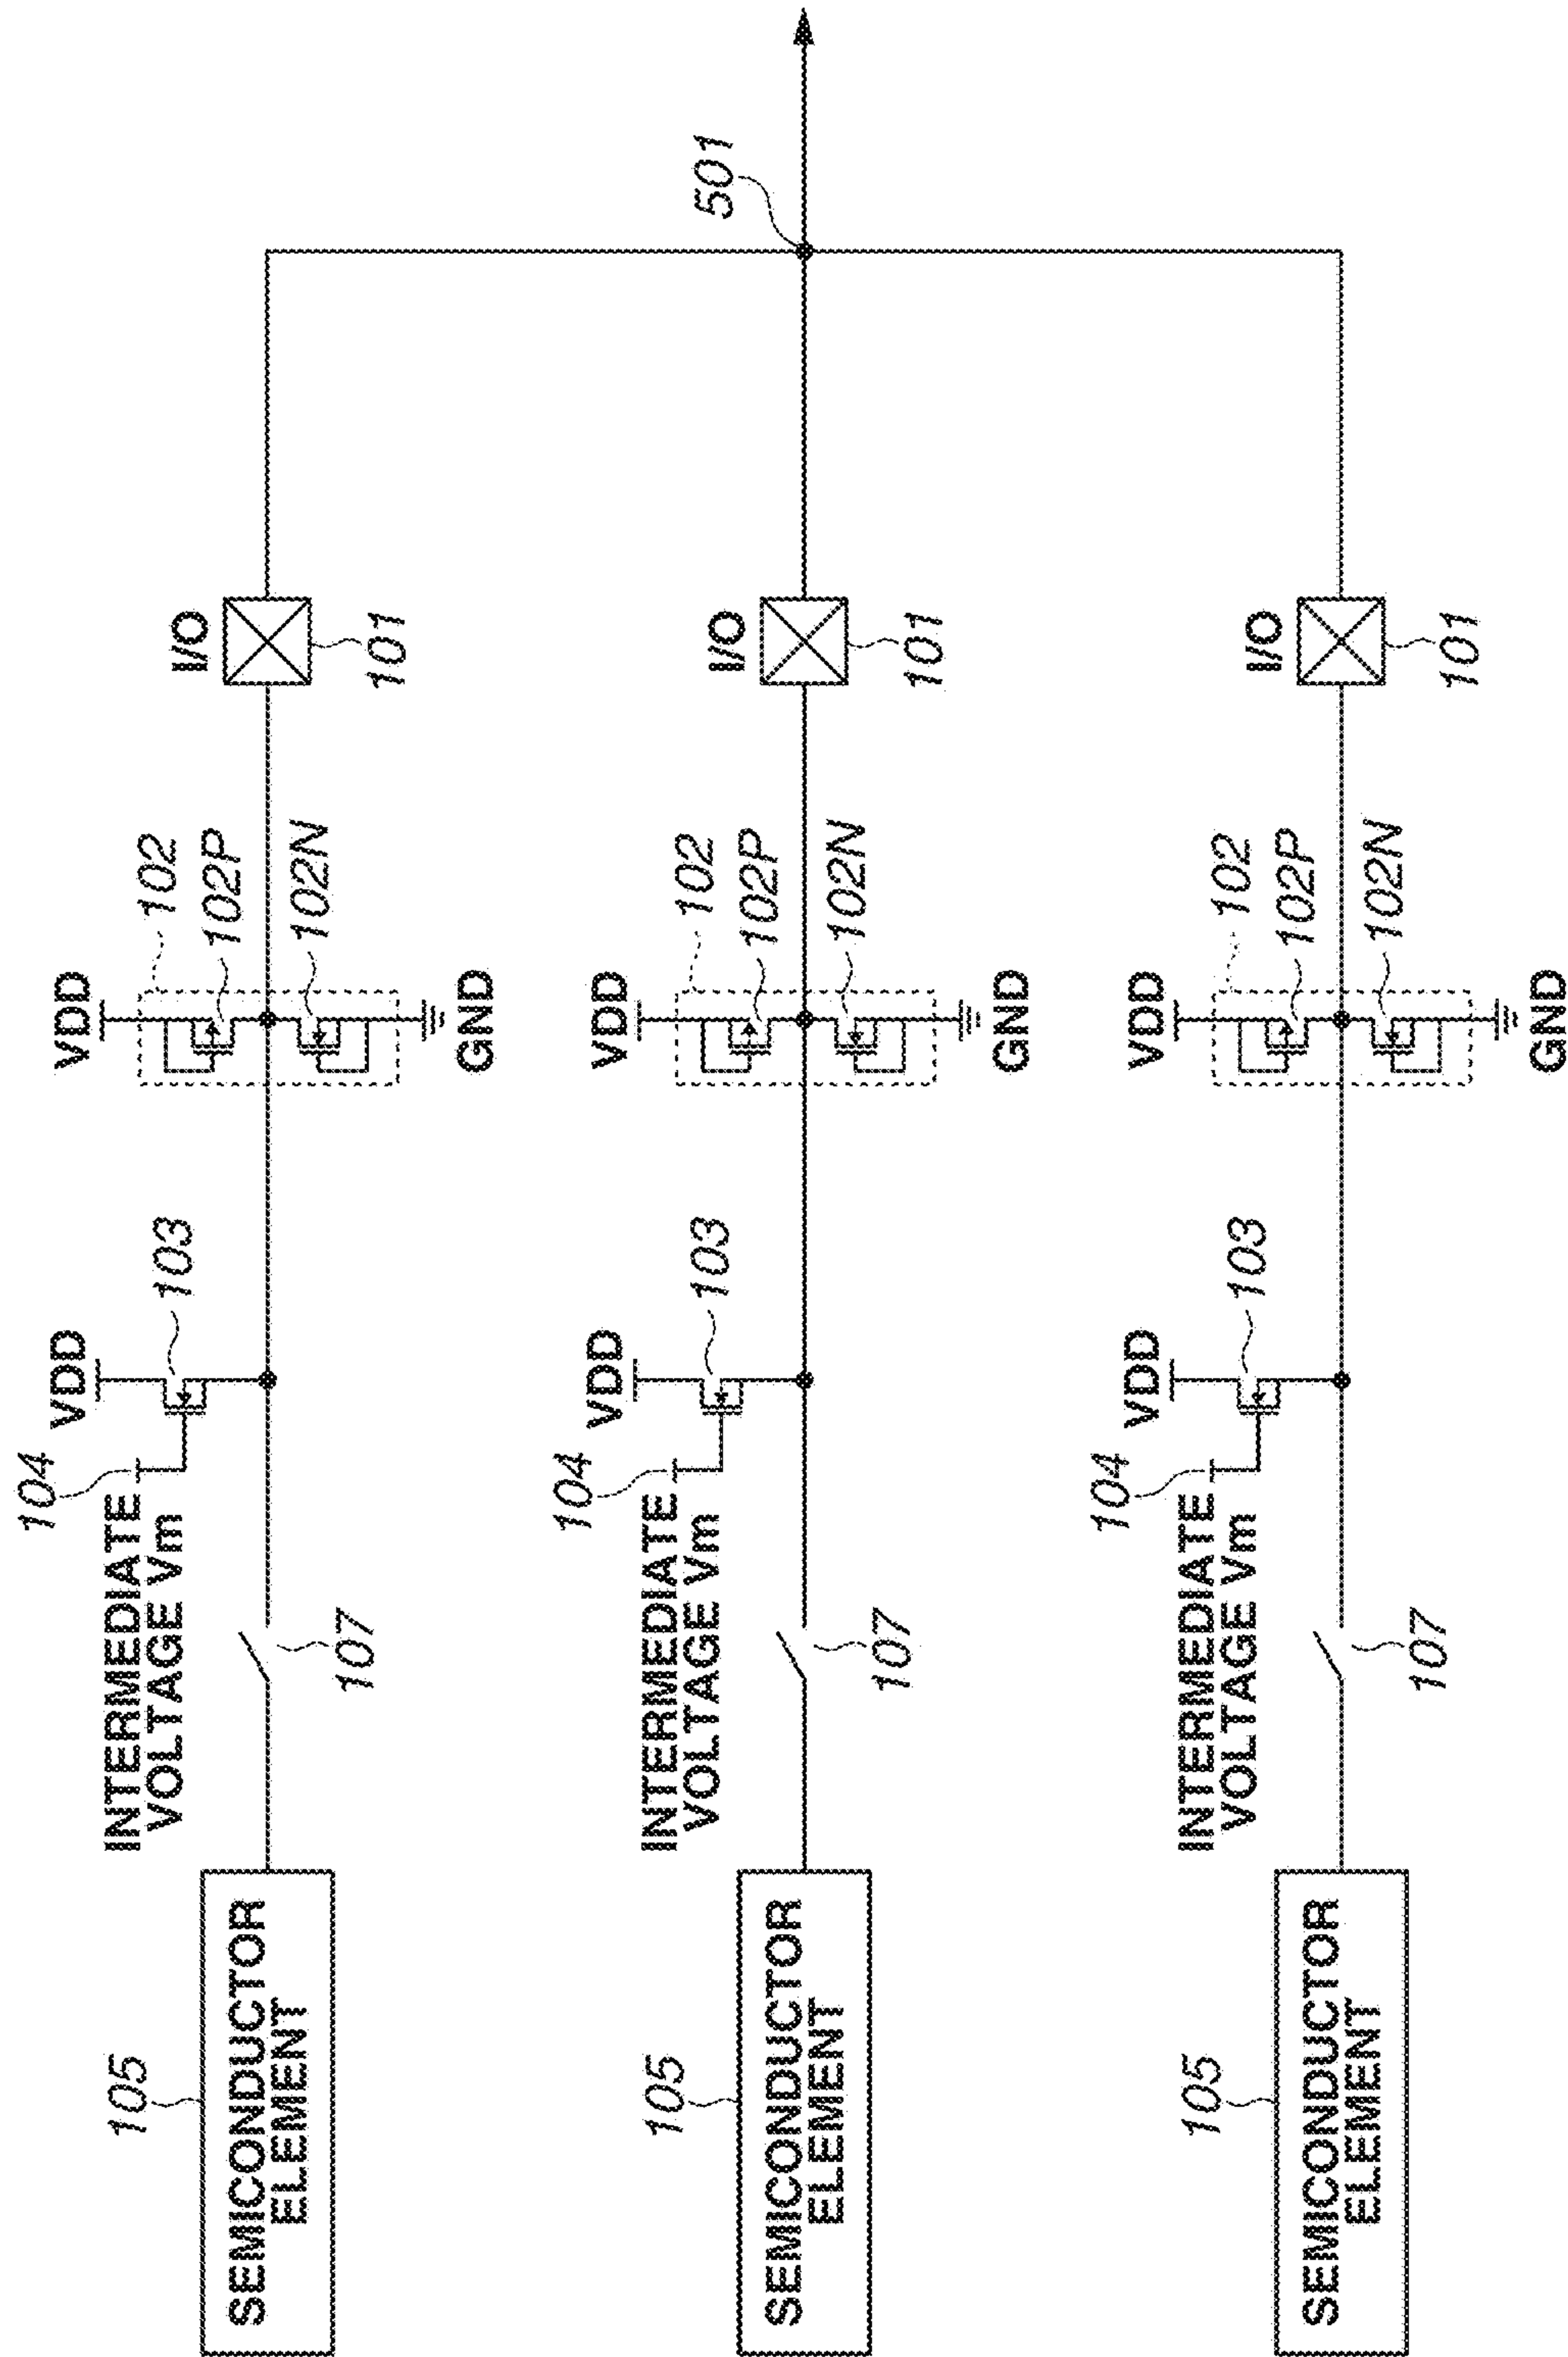 104
VDD
VDD
INTERMEDIATE
VOLTAGE Vm
105
103
102
102P
I/O
SEMICONDUCTOR
ELEMENT
102N
107
101
GND
104
VDD
VDD
INTERMEDIATE
VOLTAGE Vm
105
103
102
102P
I/O
501
SEMICONDUCTOR
ELEMENT
102N
107
101
GND
104
VDD
VDD
INTERMEDIATE
VOLTAGE Vm
105
103
102
102P
I/O
SEMICONDUCTOR
ELEMENT
102N
107
101
GND